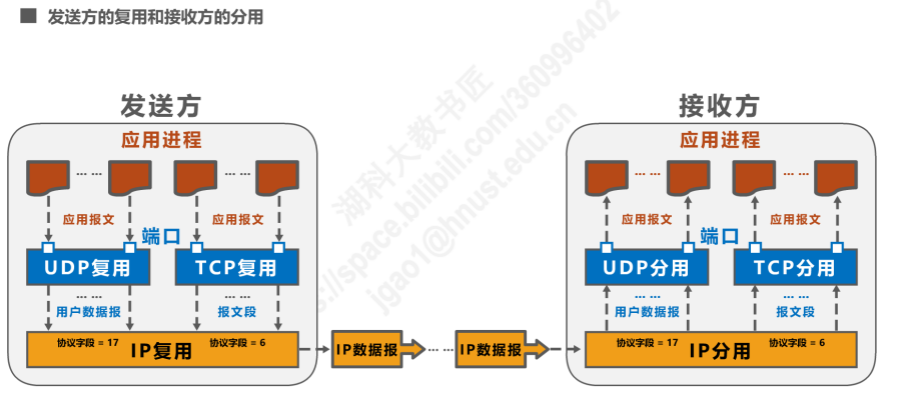 发送方的复用和接收方的分用
发送方
接收方
应用进程
应用进程
... ...
... ...
... ...
... ...
应用报文
应用报文
应用报文
应用报文
端口
端口
UDP复用
TCP复用
UDP分用
TCP分用
... ...
... ...
... ...
... ...
用户数据报
报文段
用户数据报
报文段
协议字段 = 17
IP复用
协议字段 = 6
IP数据报
... ...
IP数据报
协议字段 = 17
IP分用
协议字段 = 6
湖科大教书匠
s://space.bilibili.com/360996402
jgao1@hnust.edu.cn